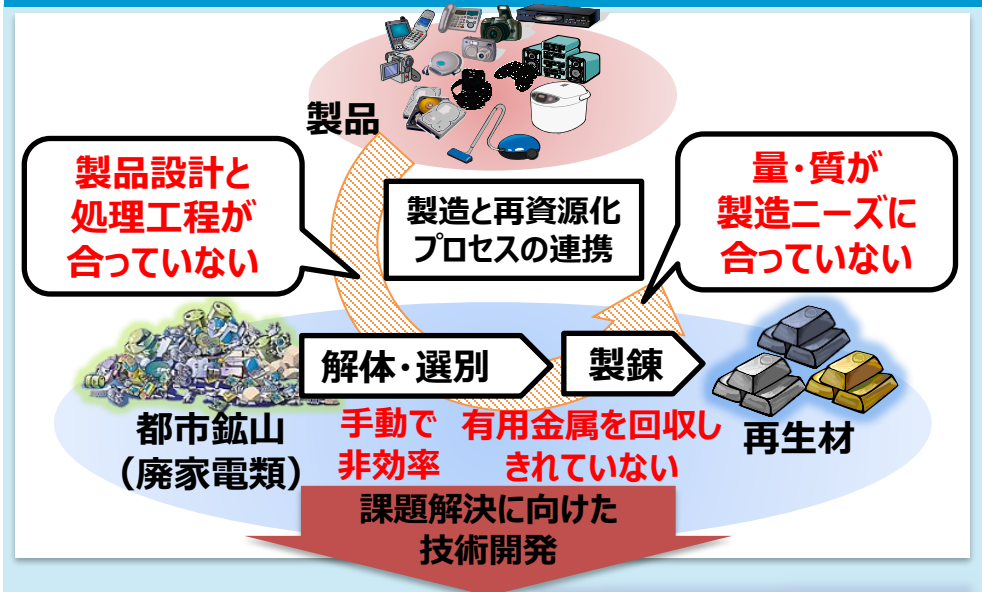 製品
製品設計と
処理工程が
合っていない
製造と再資源化
プロセスの連携
量･質が
製造ニーズに
合っていない
解体･選別
製錬
都市鉱山
(廃家電類)
手動で
非効率
有用金属を回収し
きれていない
再生材
課題解決に向けた
技術開発